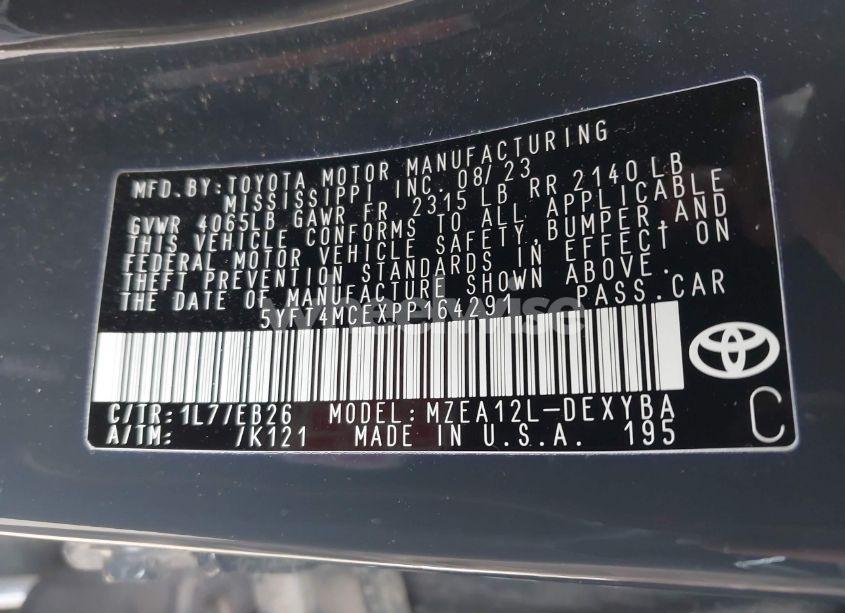 MFD. BY: TOYOTA MOTOR MANUFACTURING
MISSISSIPPI INC. 08/23
GVWR 4065LB GAWR FR. 2315 LB RR 2140 LB
THIS VEHICLE CONFORMS TO ALL APPLICABLE
FEDERAL MOTOR VEHICLE SAFETY, BUMPER, AND
THEFT PREVENTION STANDARDS IN EFFECT ON
THE DATE OF MANUFACTURE SHOWN ABOVE.
5YFT4MCEXPP164291 PASS. CAR
C/TR: 1L7/EB26 MODEL: MZEA12L-DEXYBA
A/TM: /K121 MADE IN U.S.A. 195
C